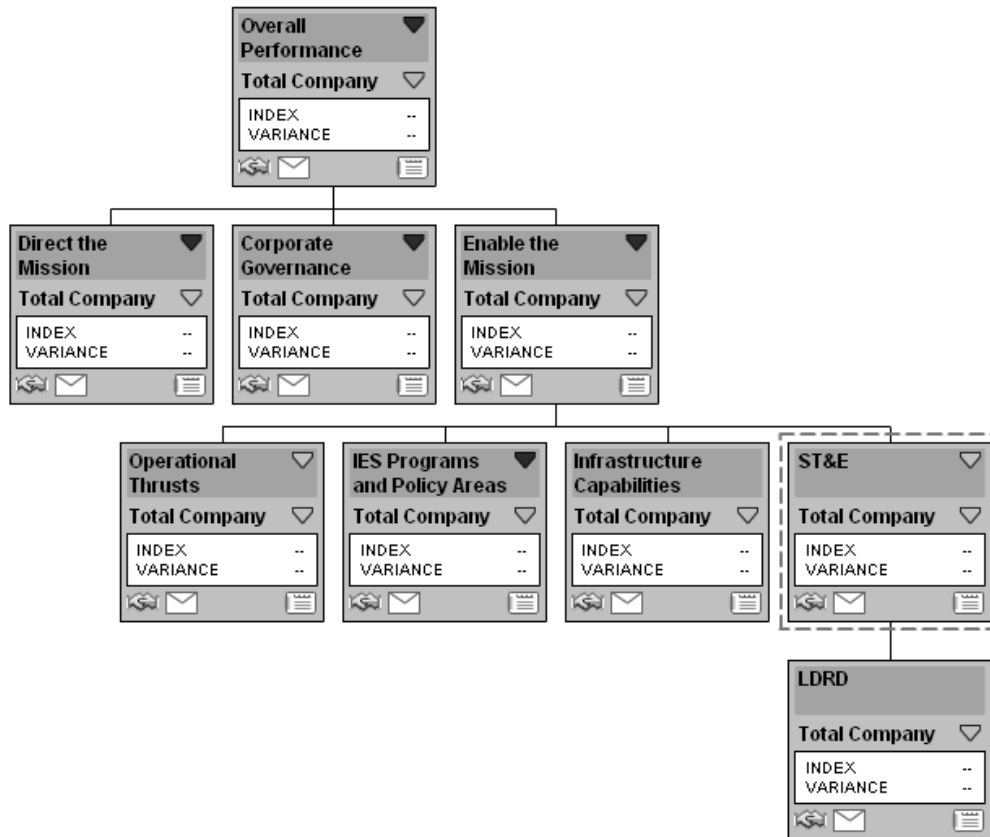 Overall
Performance
Total Company
INDEX --
VARIANCE --
Direct the
Mission
Total Company
INDEX --
VARIANCE --
Corporate
Governance
Total Company
INDEX --
VARIANCE --
Enable the
Mission
Total Company
INDEX --
VARIANCE --
Operational
Thrusts
Total Company
INDEX --
VARIANCE --
IES Programs
and Policy Areas
Total Company
INDEX --
VARIANCE --
Infrastructure
Capabilities
Total Company
INDEX --
VARIANCE --
ST&E
Total Company
INDEX --
VARIANCE --
LDRD
Total Company
INDEX --
VARIANCE --